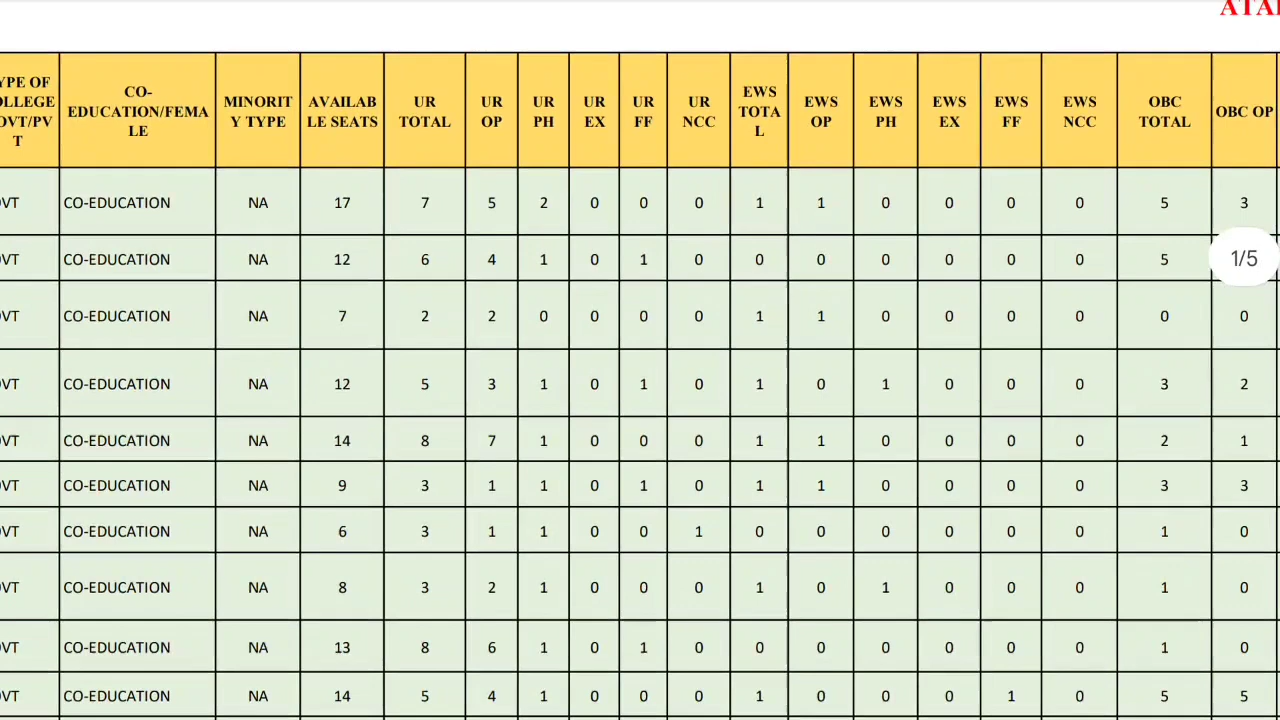 ATA
YPE OF OLLEGE OVT/PV T CO-EDUCATION/FEMA LE MINORIT Y TYPE AVAILAB LE SEATS UR TOTAL UR OP UR PH UR EX UR FF UR NCC EWS TOTA L EWS OP EWS PH EWS EX EWS FF EWS NCC OBC TOTAL OBC OP
OVT CO-EDUCATION NA 17 7 5 2 0 0 0 1 1 0 0 0 0 5 3
OVT CO-EDUCATION NA 12 6 4 1 0 1 0 0 0 0 0 0 0 5 1/5
OVT CO-EDUCATION NA 7 2 2 0 0 0 0 1 1 0 0 0 0 0 0
OVT CO-EDUCATION NA 12 5 3 1 0 1 0 1 0 1 0 0 0 3 2
OVT CO-EDUCATION NA 14 8 7 1 0 0 0 1 1 0 0 0 0 2 1
OVT CO-EDUCATION NA 9 3 1 1 0 1 0 1 1 0 0 0 0 3 3
OVT CO-EDUCATION NA 6 3 1 1 0 0 1 0 0 0 0 0 0 1 0
OVT CO-EDUCATION NA 8 3 2 1 0 0 0 1 0 1 0 0 0 1 0
OVT CO-EDUCATION NA 13 8 6 1 0 1 0 0 0 0 0 0 0 1 0
OVT CO-EDUCATION NA 14 5 4 1 0 0 0 1 0 0 0 1 0 5 5